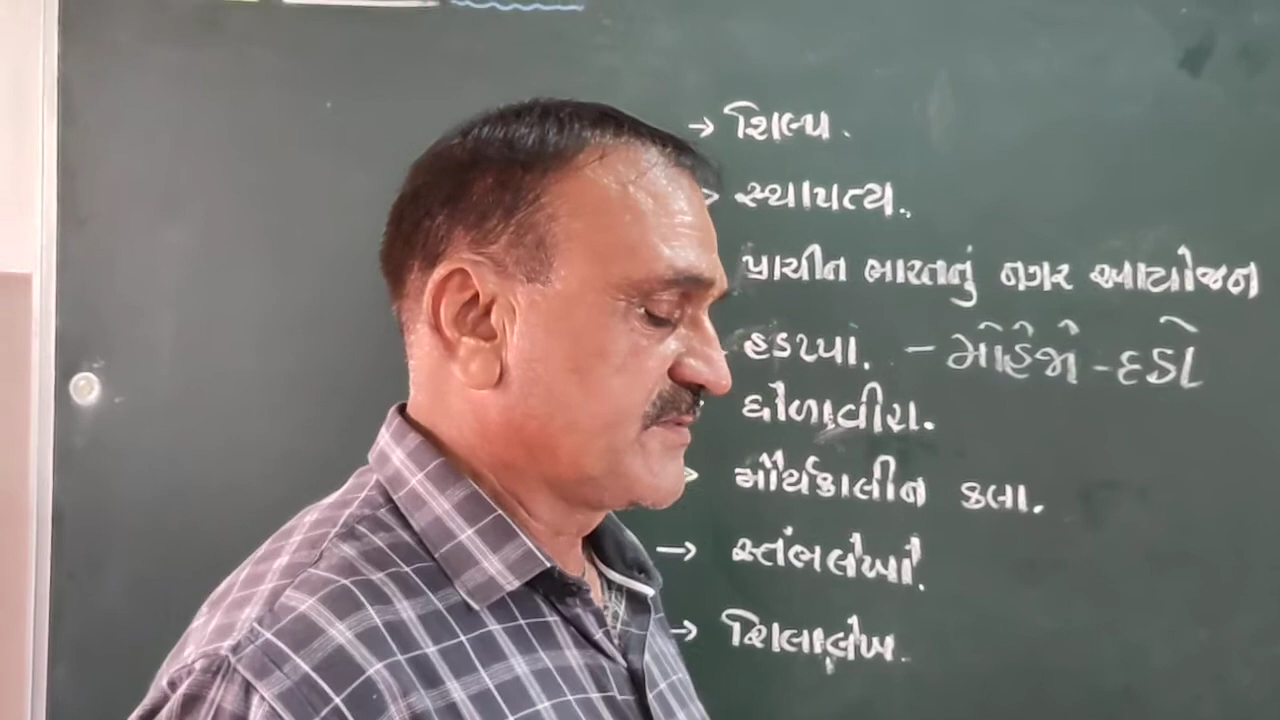 → શિલ્પ.
→ સ્થાપત્ય.
પ્રાચીન ભારતનું નગર આયોજન
હડપ્પા. - મોહેંજો - દડો
ધોળાવીરા.
→ મૌર્યકાલીન કલા.
→ સ્તંભલેખો.
→ શિલાલેખ.